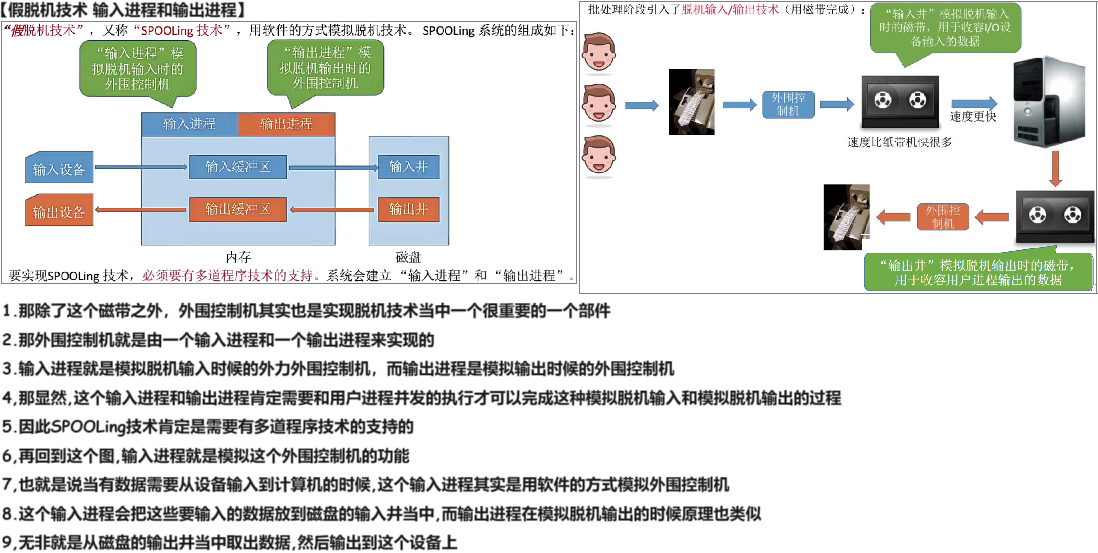 【假脱机技术 输入进程和输出进程】
“假脱机技术”，又称“SPOOLing 技术”，用软件的方式模拟脱机技术。SPOOLing 系统的组成如下：
“输入进程”模
拟脱机输入时的
外围控制机
“输出进程”模
拟脱机输出时的
外围控制机
输入进程
输出进程
输入设备
输入缓冲区
输入井
输出设备
输出缓冲区
输出井
内存
磁盘
要实现SPOOLing 技术，必须要有多道程序技术的支持。系统会建立“输入进程”和“输出进程”。
批处理阶段引入了脱机输入/输出技术（用磁带完成）：
“输入井”模拟脱机输入
时的磁带，用于收容I/O设
备输入的数据
外围控
制机
速度更快
速度比纸带机快很多
外围控
制机
“输出井”模拟脱机输出时的磁带，
用于收容用户进程输出的数据
1.那除了这个磁带之外，外围控制机其实也是实现脱机技术当中一个很重要的一个部件
2.那外围控制机就是由一个输入进程和一个输出进程来实现的
3.输入进程就是模拟脱机输入时候的外力外围控制机，而输出进程是模拟输出时候的外围控制机
4,那显然,这个输入进程和输出进程肯定需要和用户进程并发的执行才可以完成这种模拟脱机输入和模拟脱机输出的过程
5.因此SPOOLing技术肯定是需要有多道程序技术的支持的
6,再回到这个图,输入进程就是模拟这个外围控制机的功能
7,也就是说当有数据需要从设备输入到计算机的时候,这个输入进程其实是用软件的方式模拟外围控制机
8.这个输入进程会把这些要输入的数据放到磁盘的输入井当中,而输出进程在模拟脱机输出的时候原理也类似
9,无非就是从磁盘的输出井当中取出数据,然后输出到这个设备上